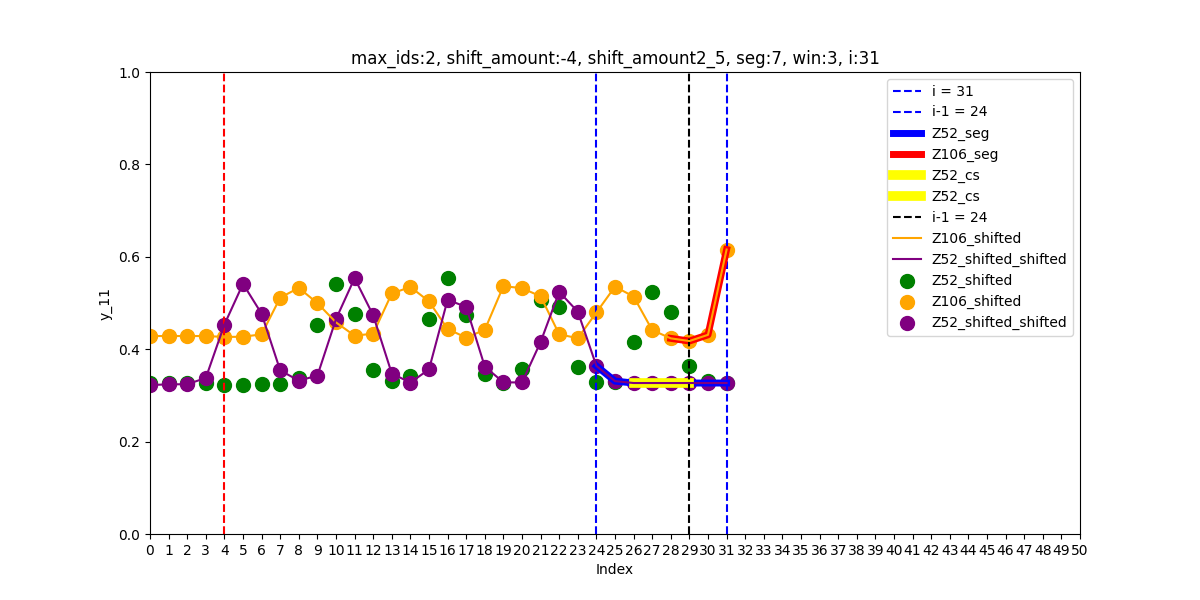 max_ids:2, shift_amount:-4, shift_amount2_5, seg:7, win:3, i:31
1.0
0.8
0.6
0.4
0.2
0.0
y_11
i = 31
i-1 = 24
Z52_seg
Z106_seg
Z52_cs
Z52_cs
i-1 = 24
Z106_shifted
Z52_shifted_shifted
Z52_shifted
Z106_shifted
Z52_shifted_shifted
0 1 2 3 4 5 6 7 8 9 10 11 12 13 14 15 16 17 18 19 20 21 22 23 24 25 26 27 28 29 30 31 32 33 34 35 36 37 38 39 40 41 42 43 44 45 46 47 48 49 50
Index